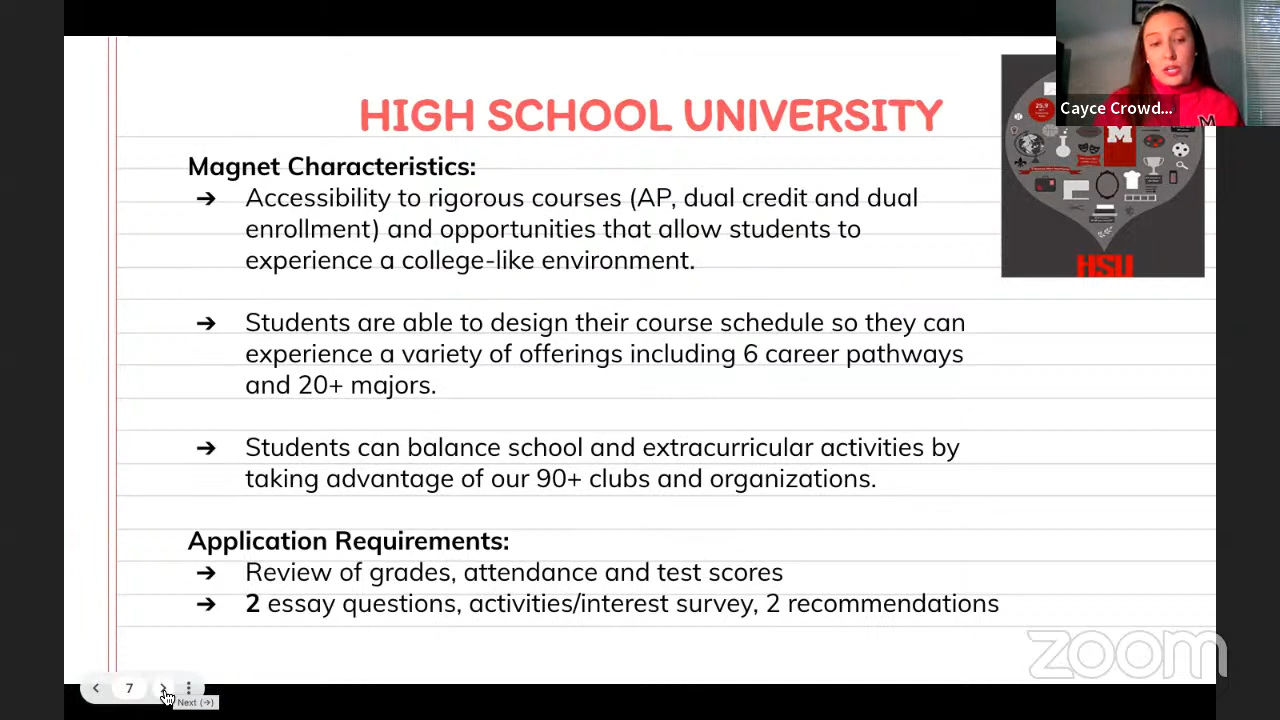 HIGH SCHOOL UNIVERSITY
Magnet Characteristics:
➔ Accessibility to rigorous courses (AP, dual credit and dual
enrollment) and opportunities that allow students to
experience a college-like environment.
➔ Students are able to design their course schedule so they can
experience a variety of offerings including 6 career pathways
and 20+ majors.
➔ Students can balance school and extracurricular activities by
taking advantage of our 90+ clubs and organizations.
Application Requirements:
➔ Review of grades, attendance and test scores
➔ 2 essay questions, activities/interest survey, 2 recommendations
Cayce Crowd...
M
25.9
M
HSU
zoom
7
Next (→)